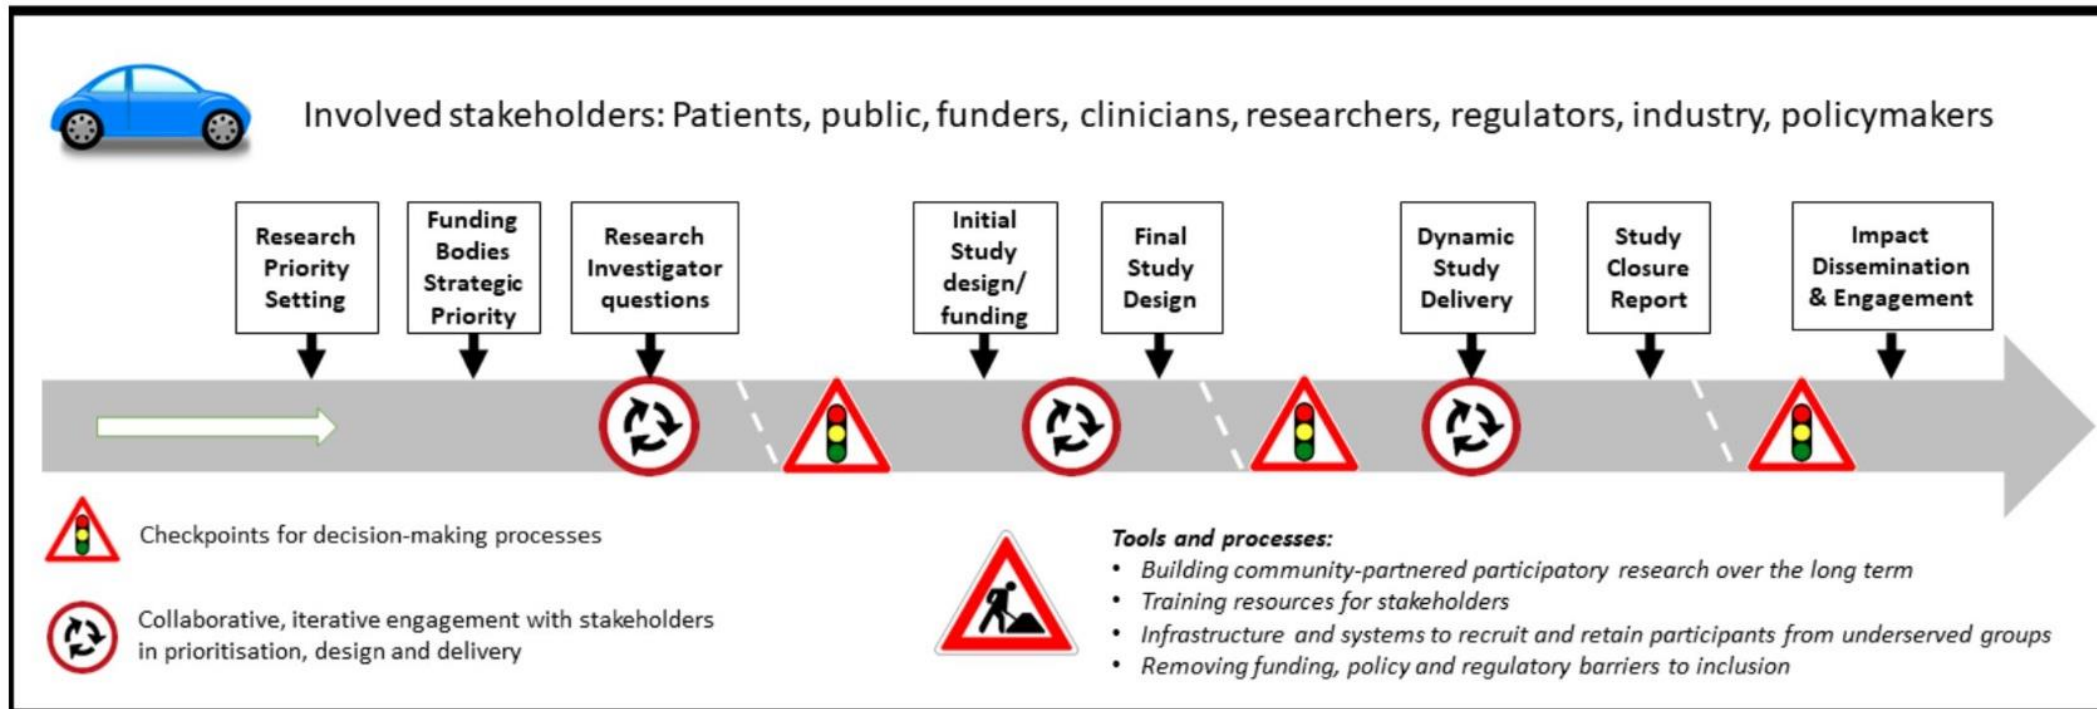 Involved stakeholders: Patients, public, funders, clinicians, researchers, regulators, industry, policymakers
Research
Priority
Setting
Funding
Bodies
Strategic
Priority
Research
Investigator
questions
Initial
Study
design/
funding
Final
Study
Design
Dynamic
Study
Delivery
Study
Closure
Report
Impact
Dissemination
& Engagement
Checkpoints for decision-making processes
Collaborative, iterative engagement with stakeholders
in prioritisation, design and delivery
Tools and processes:
• Building community-partnered participatory research over the long term
• Training resources for stakeholders
• Infrastructure and systems to recruit and retain participants from underserved groups
• Removing funding, policy and regulatory barriers to inclusion